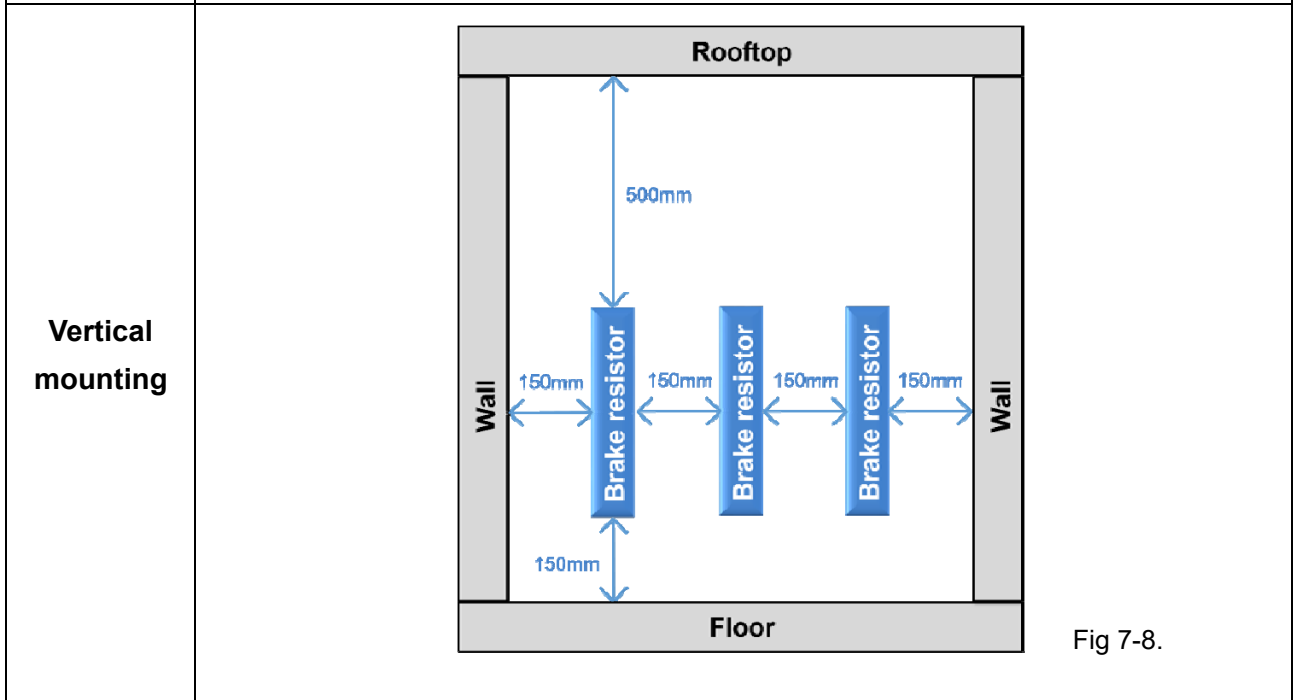 Vertical
mounting
Rooftop
500mm
Wall
150mm
Brake resistor
150mm
Brake resistor
150mm
Brake resistor
150mm
Wall
150mm
Floor
Fig 7-8.